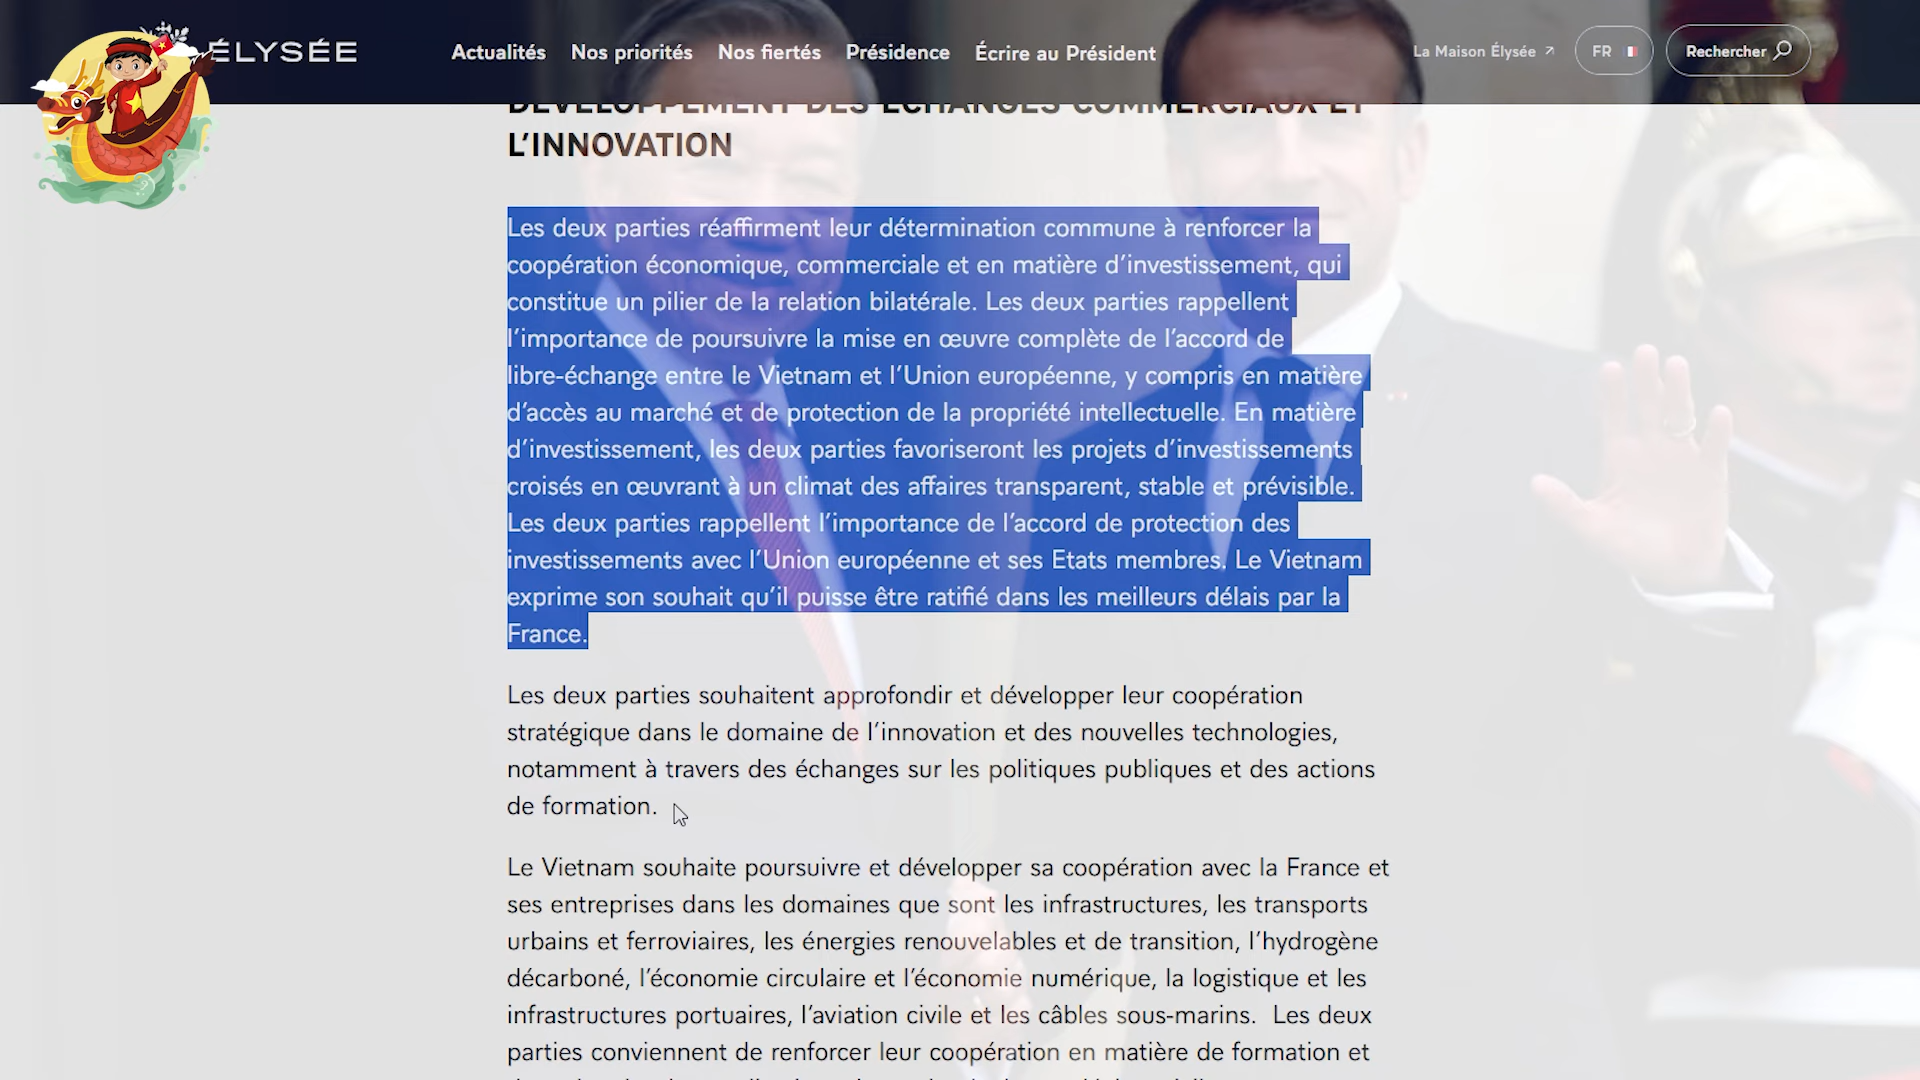 ÉLYSÉE
Actualités Nos priorités Nos fiertés Présidence Écrire au Président
La Maison Élysée FR Rechercher
DÉVELOPPEMENT DES ÉCHANGES COMMERCIAUX ET
L’INNOVATION
Les deux parties réaffirment leur détermination commune à renforcer la
coopération économique, commerciale et en matière d’investissement, qui
constitue un pilier de la relation bilatérale. Les deux parties rappellent
l’importance de poursuivre la mise en œuvre complète de l’accord de
libre-échange entre le Vietnam et l’Union européenne, y compris en matière
d’accès au marché et de protection de la propriété intellectuelle. En matière
d’investissement, les deux parties favoriseront les projets d’investissements
croisés en œuvrant à un climat des affaires transparent, stable et prévisible.
Les deux parties rappellent l’importance de l’accord de protection des
investissements avec l’Union européenne et ses Etats membres. Le Vietnam
exprime son souhait qu’il puisse être ratifié dans les meilleurs délais par la
France.
Les deux parties souhaitent approfondir et développer leur coopération
stratégique dans le domaine de l’innovation et des nouvelles technologies,
notamment à travers des échanges sur les politiques publiques et des actions
de formation.
Le Vietnam souhaite poursuivre et développer sa coopération avec la France et
ses entreprises dans les domaines que sont les infrastructures, les transports
urbains et ferroviaires, les énergies renouvelables et de transition, l’hydrogène
décarboné, l’économie circulaire et l’économie numérique, la logistique et les
infrastructures portuaires, l’aviation civile et les câbles sous-marins. Les deux
parties conviennent de renforcer leur coopération en matière de formation et